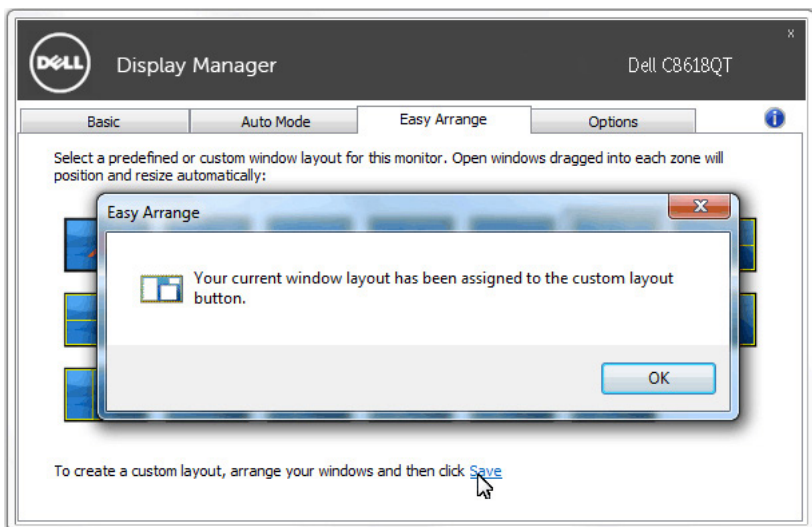 DELL
Display Manager
Dell C8618QT
x
Basic
Auto Mode
Easy Arrange
Options
i
Select a predefined or custom window layout for this monitor. Open windows dragged into each zone will
position and resize automatically:
Easy Arrange
X
Your current window layout has been assigned to the custom layout
button.
OK
To create a custom layout, arrange your windows and then click Save